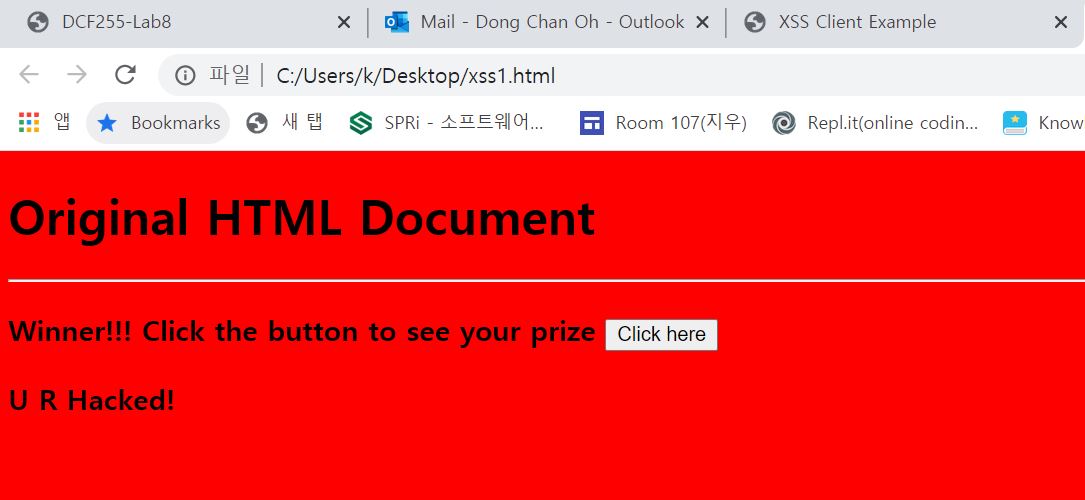 DCF255-Lab8 Mail - Dong Chan Oh - Outlook XSS Client Example
파일 C:/Users/k/Desktop/xss1.html
앱 Bookmarks 새 탭 SPRi - 소프트웨어... Room 107(지우) Repl.it(online codin... Know
Original HTML Document
Winner!!! Click the button to see your prize Click here
U R Hacked!